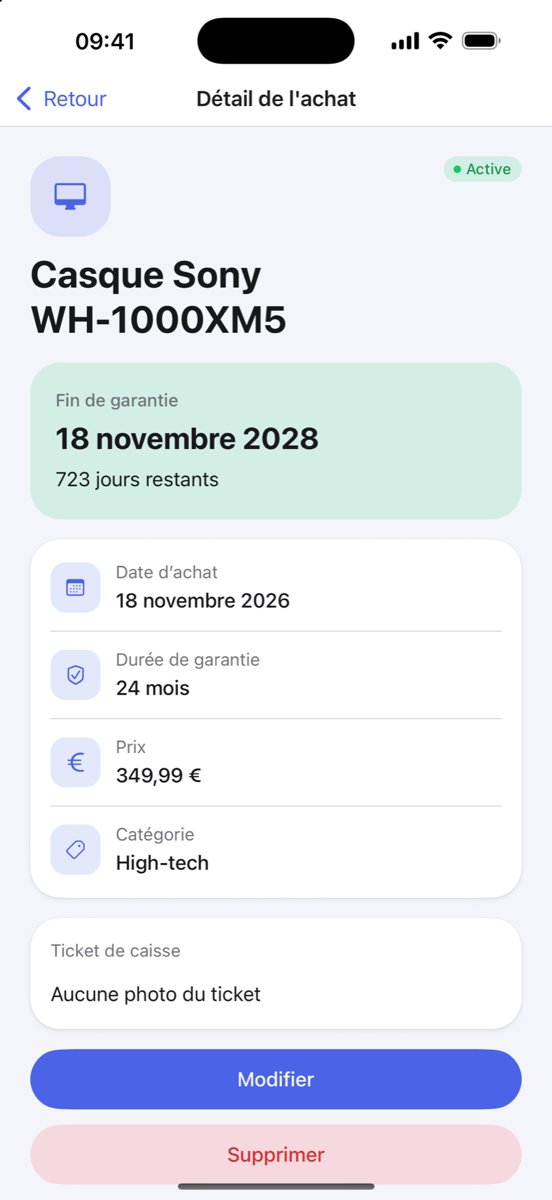 09:41
Retour
Détail de l'achat
Active
Casque Sony
WH-1000XM5
Fin de garantie
18 novembre 2028
723 jours restants
Date d’achat
18 novembre 2026
Durée de garantie
24 mois
Prix
349,99 €
Catégorie
High-tech
Ticket de caisse
Aucune photo du ticket
Modifier
Supprimer